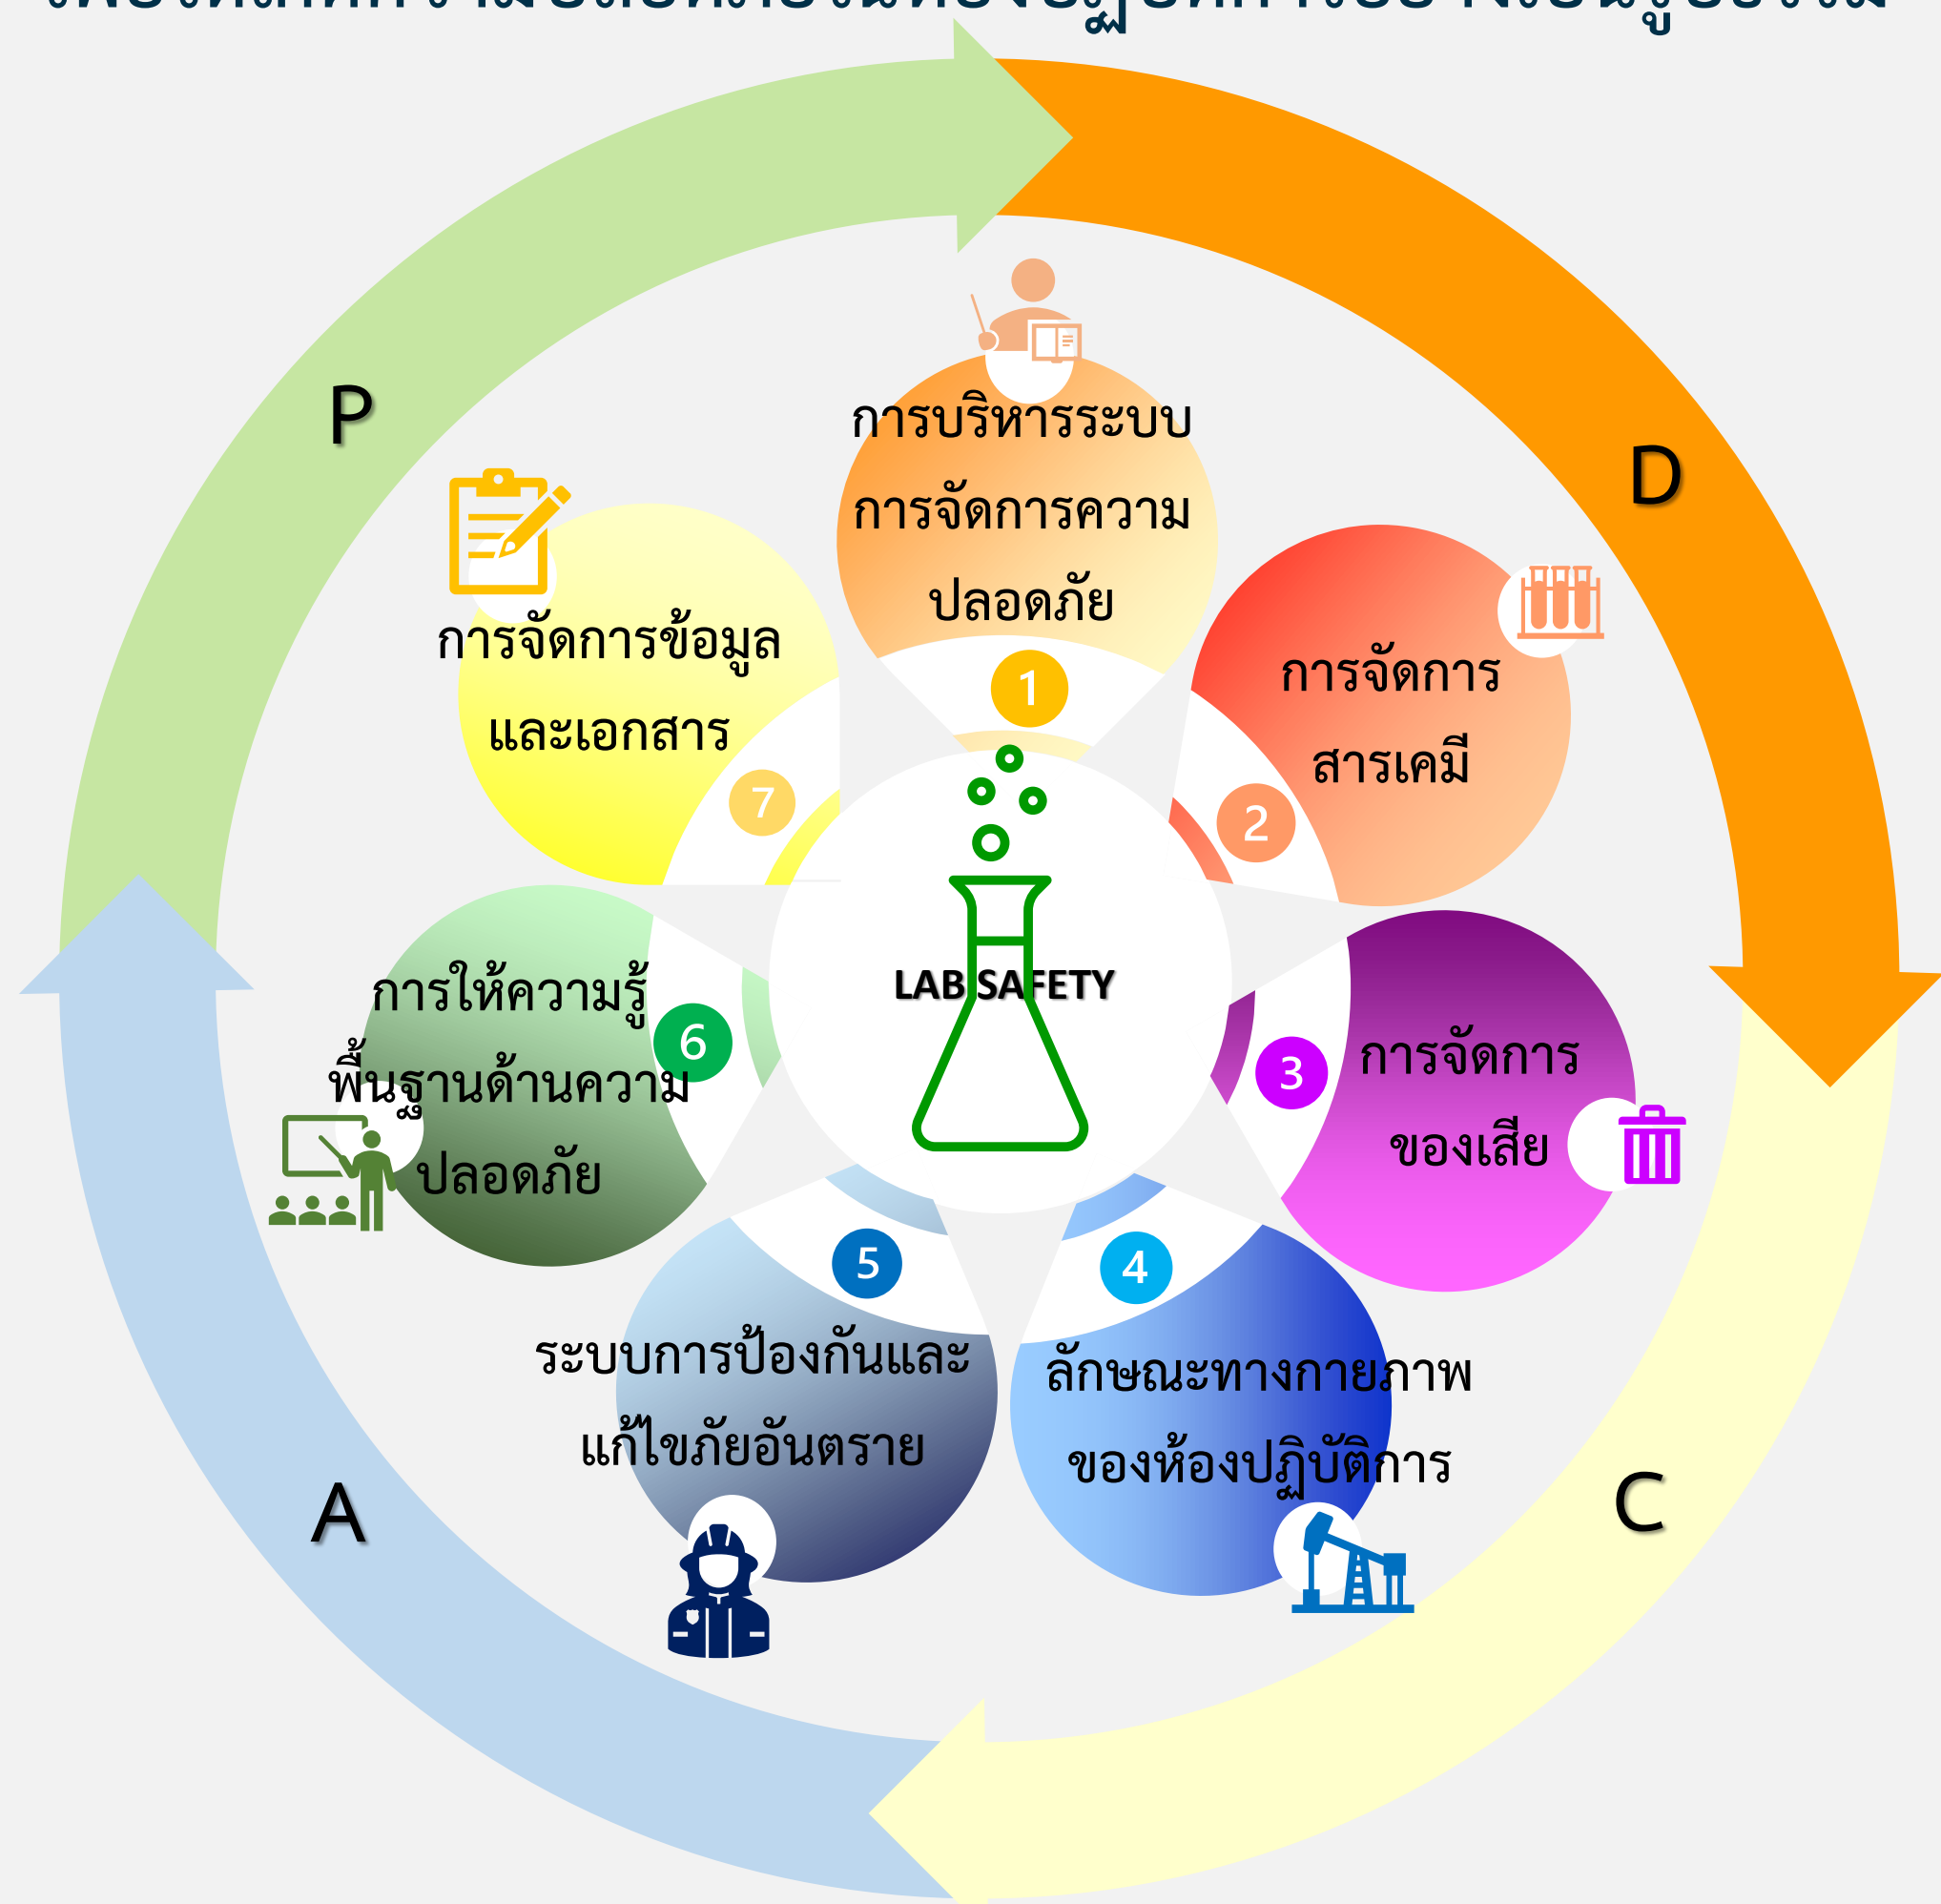 P
D
การบริหารระบบ
การจัดการความ
ปลอดภัย
1
การจัดการ
สารเคมี
2
การจัดการ
ของเสีย
3
ลักษณะทางกายภาพ
ของห้องปฏิบัติการ
4
ระบบการป้องกันและ
แก้ไขภัยอันตราย
5
การให้ความรู้
พื้นฐานด้านความ
ปลอดภัย
6
การจัดการข้อมูล
และเอกสาร
7
LAB SAFETY
A
C